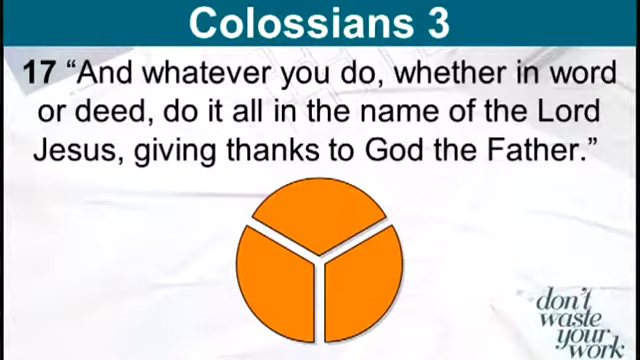 Colossians 3
17 “And whatever you do, whether in word
or deed, do it all in the name of the Lord
Jesus, giving thanks to God the Father.”
don't
waste
your
work